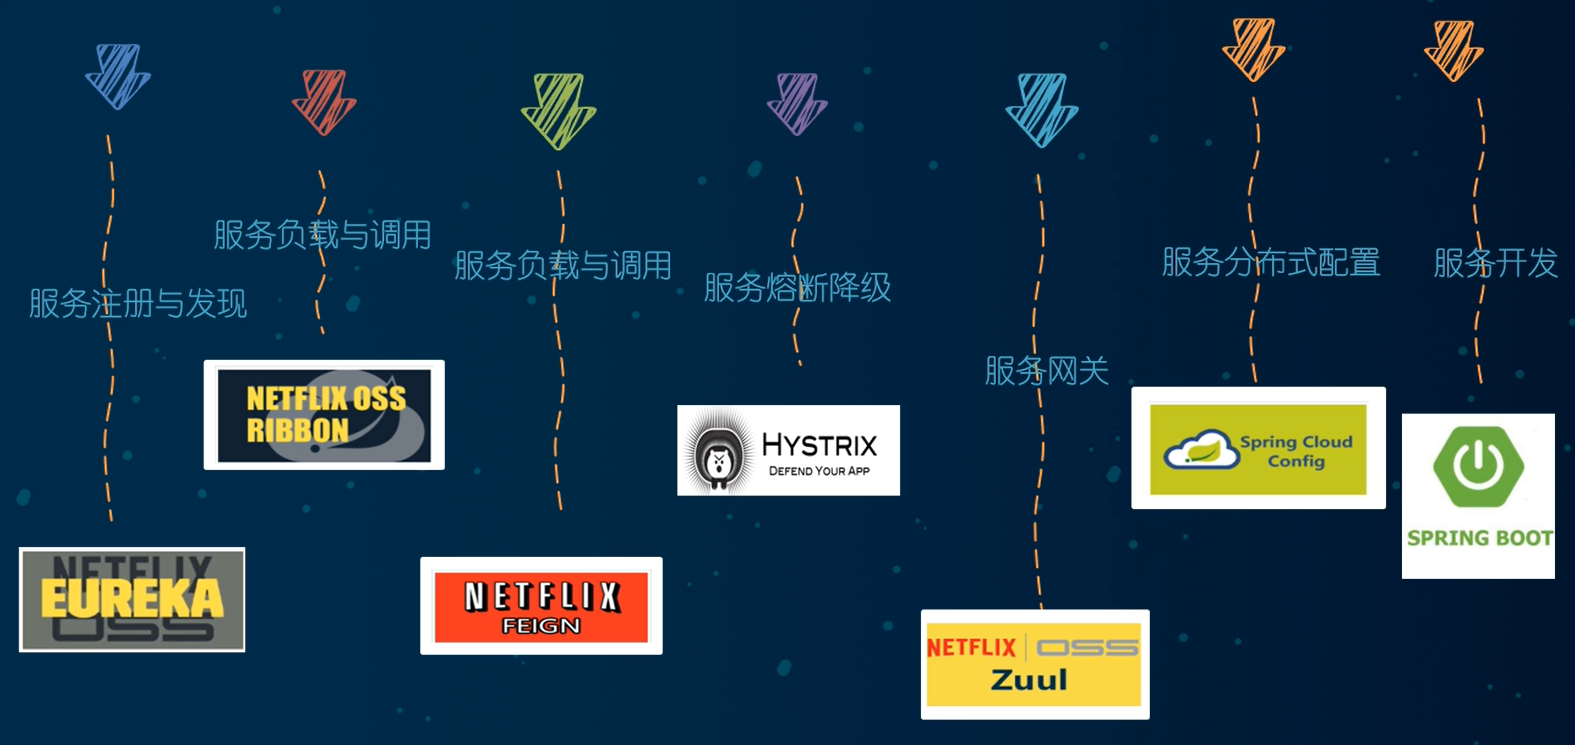 服务注册与发现
NETFLIX
EUREKA
OSS
服务负载与调用
NETFLIX OSS
RIBBON
服务负载与调用
NETFLIX
FEIGN
服务熔断降级
HYSTRIX
DEFEND YOUR APP
服务网关
NETFLIX | OSS
Zuul
服务分布式配置
Spring Cloud
Config
服务开发
SPRING BOOT